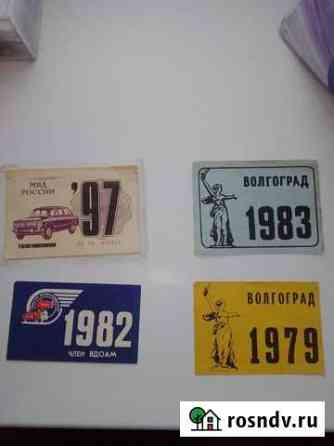 МВД
РОССИИ
'97
ВОЛГОГРАД
1983
1982
ЧЛЕН ВДОАМ
ВОЛГОГРАД
1979
rosndv.ru